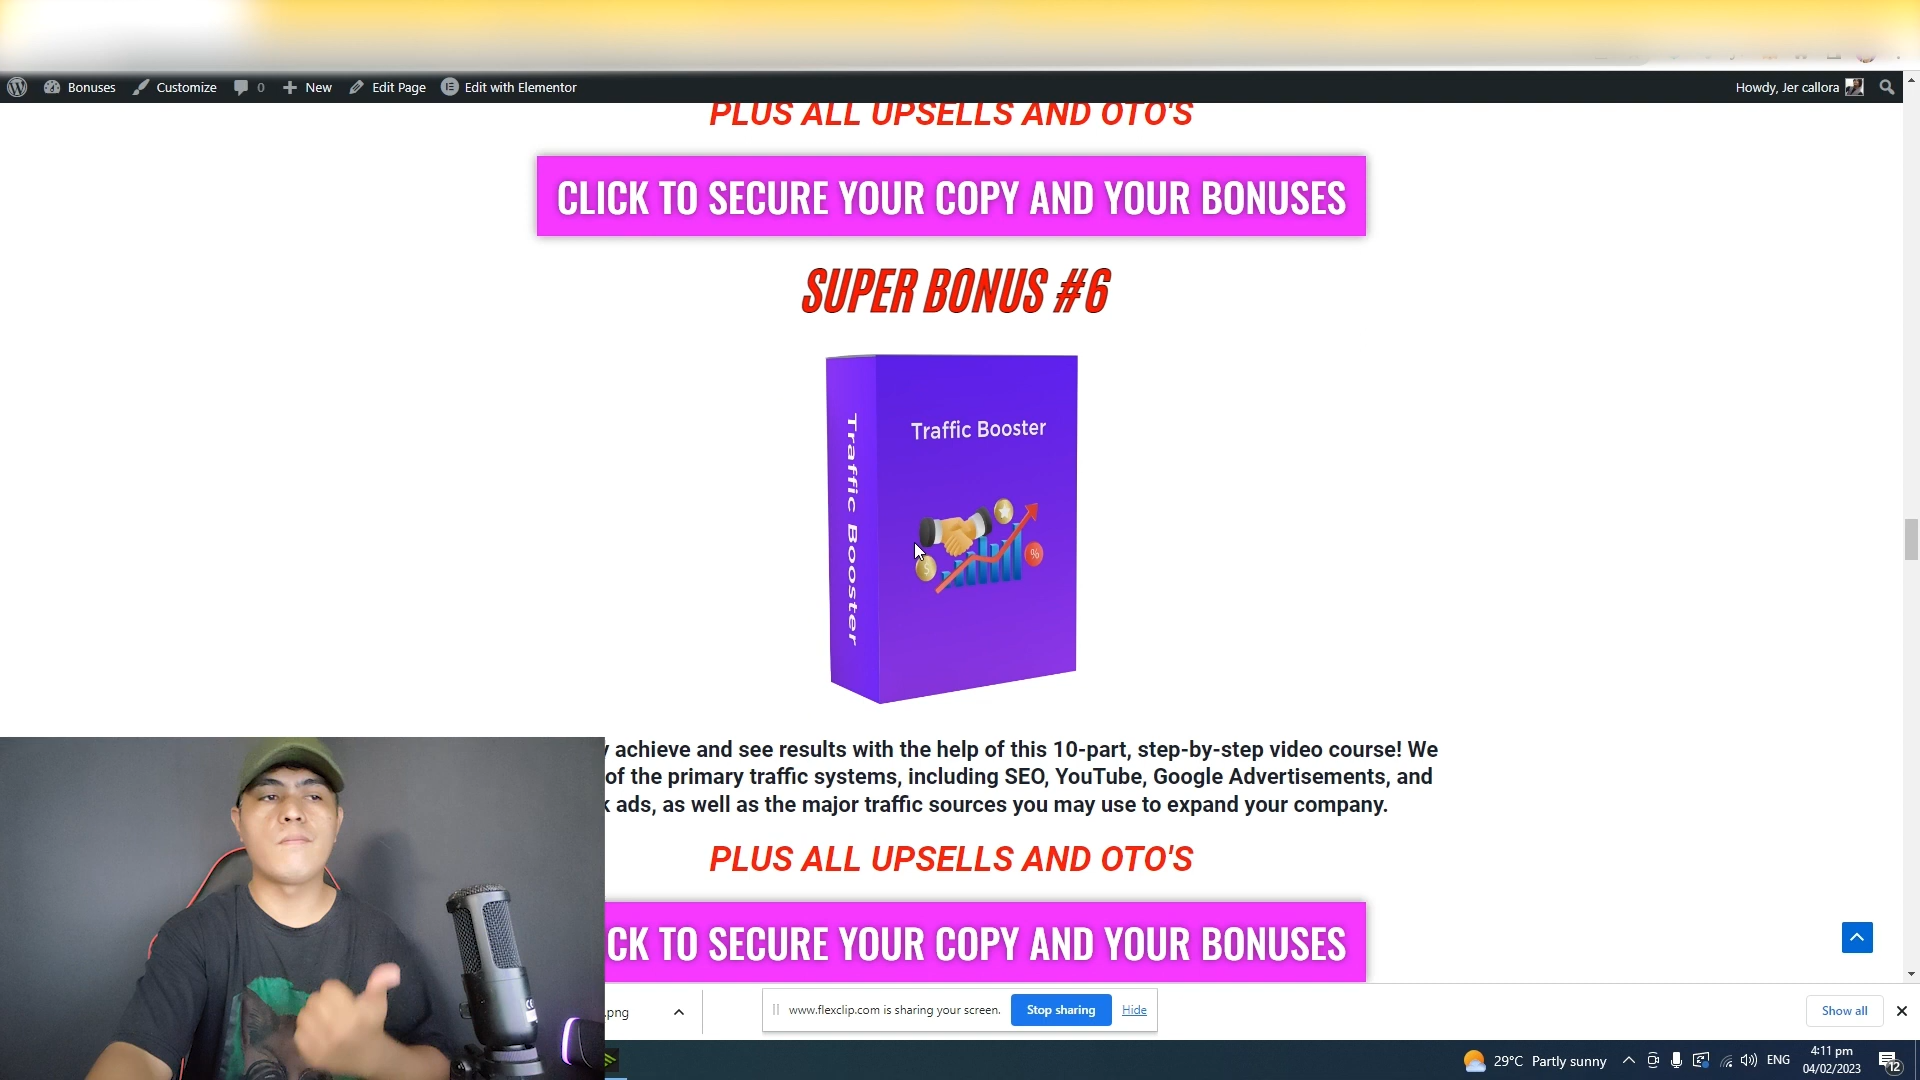 Bonuses Customize 0 New Edit Page Edit with Elementor Howdy, Jer callora
PLUS ALL UPSELLS AND OTO'S
CLICK TO SECURE YOUR COPY AND YOUR BONUSES
SUPER BONUS #6
Traffic Booster
Traffic Booster
$
%
achieve and see results with the help of this 10-part, step-by-step video course! We
of the primary traffic systems, including SEO, YouTube, Google Advertisements, and
ads, as well as the major traffic sources you may use to expand your company.
PLUS ALL UPSELLS AND OTO'S
CK TO SECURE YOUR COPY AND YOUR BONUSES
.png
www.flexclip.com is sharing your screen. Stop sharing Hide
Show all
29°C Partly sunny ENG 4:11 pm
04/02/2023
12